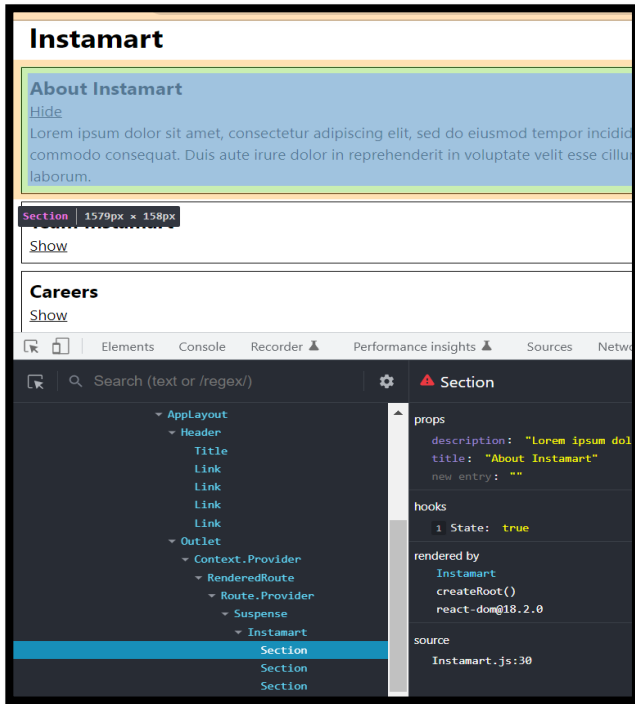 Instamart
About Instamart
Hide
Lorem ipsum dolor sit amet, consectetur adipiscing elit, sed do eiusmod tempor incidid
commodo consequat. Duis aute irure dolor in reprehenderit in voluptate velit esse cillur
laborum.
Section 1579px × 158px
Show
Careers
Show
Elements Console Recorder Performance insights Sources Netwo
Search (text or /regex/)
AppLayout
Header
Title
Link
Link
Link
Link
Outlet
Context.Provider
RenderedRoute
Route.Provider
Suspense
Instamart
Section
Section
Section
Section
props
description: "Lorem ipsum dol
title: "About Instamart"
new entry: ""
hooks
1 State: true
rendered by
Instamart
createRoot()
react-dom@18.2.0
source
Instamart.js:30